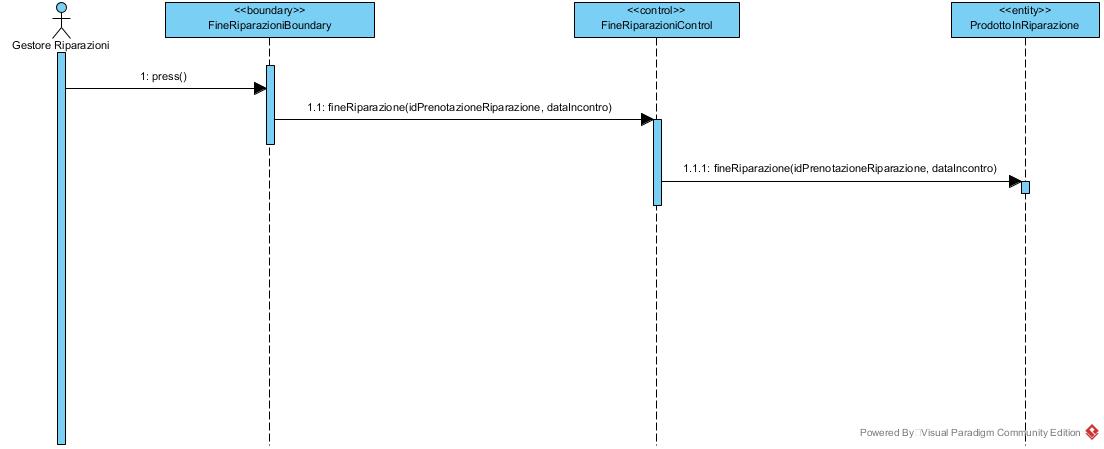 <<boundary>>
FineRiparazioniBoundary
<<control>>
FineRiparazioniControl
<<entity>>
ProdottoInRiparazione
Gestore Riparazioni
1: press()
1.1: fineRiparazione(idPrenotazioneRiparazione, dataIncontro)
1.1.1: fineRiparazione(idPrenotazioneRiparazione, dataIncontro)
Powered By Visual Paradigm Community Edition